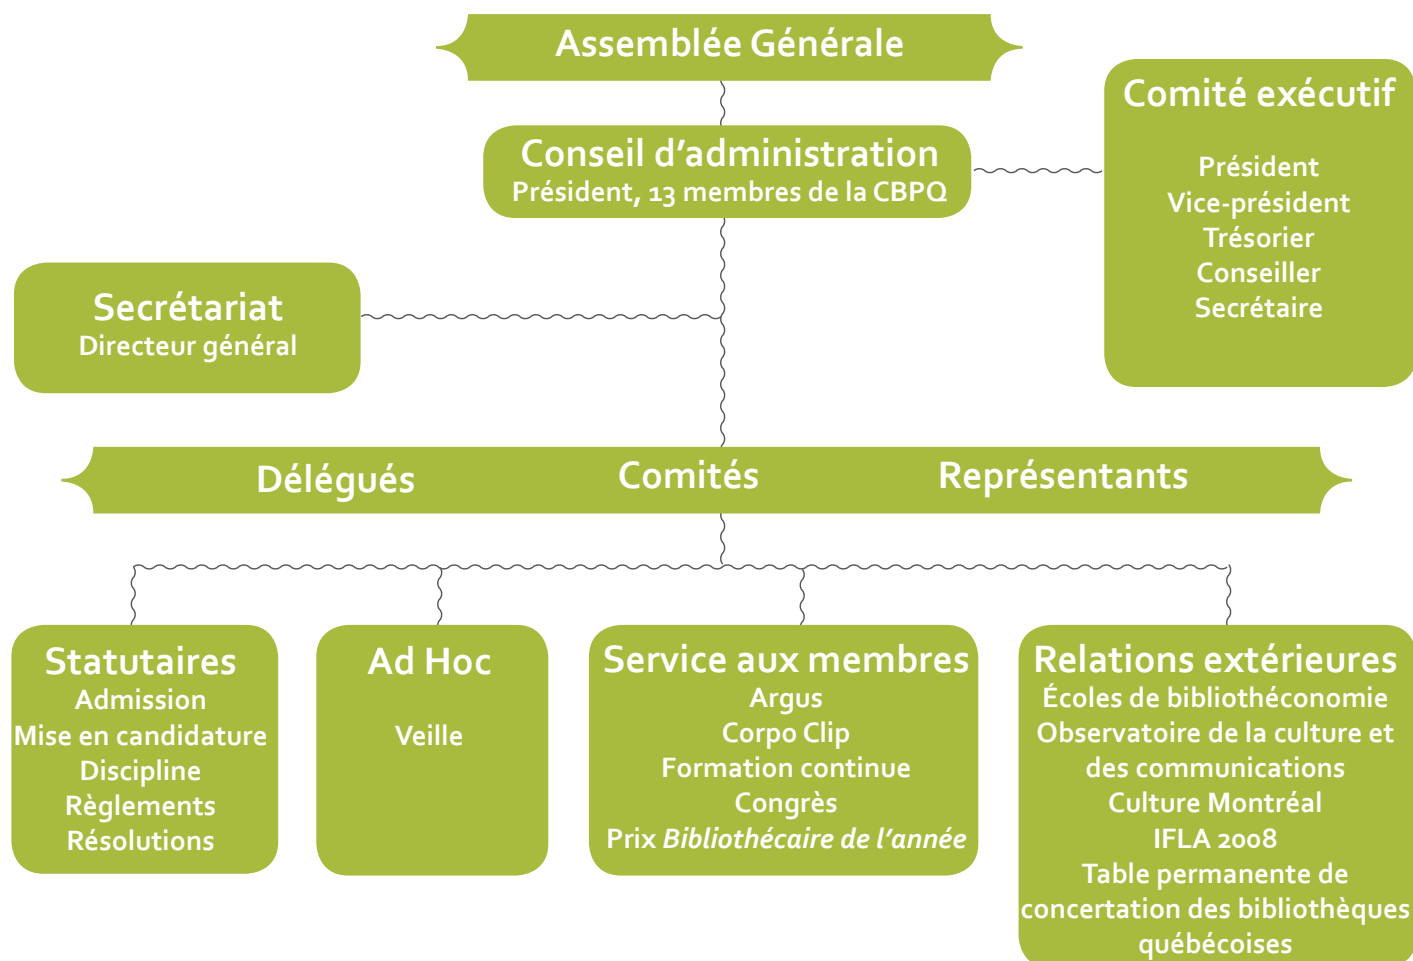 Assemblée Générale
Conseil d'administration
Président, 13 membres de la CBPQ
Comité exécutif
Président
Vice-président
Trésorier
Conseiller
Secrétaire
Secrétariat
Directeur général
Délégués Comités Représentants
Statutaires
Admission
Mise en candidature
Discipline
Règlements
Résolutions
Ad Hoc
Veille
Service aux membres
Argus
Corpo Clip
Formation continue
Congrès
Prix Bibliothécaire de l'année
Relations extérieures
Écoles de bibliothéconomie
Observatoire de la culture et
des communications
Culture Montréal
IFLA 2008
Table permanente de
concertation des bibliothèques
québécoises